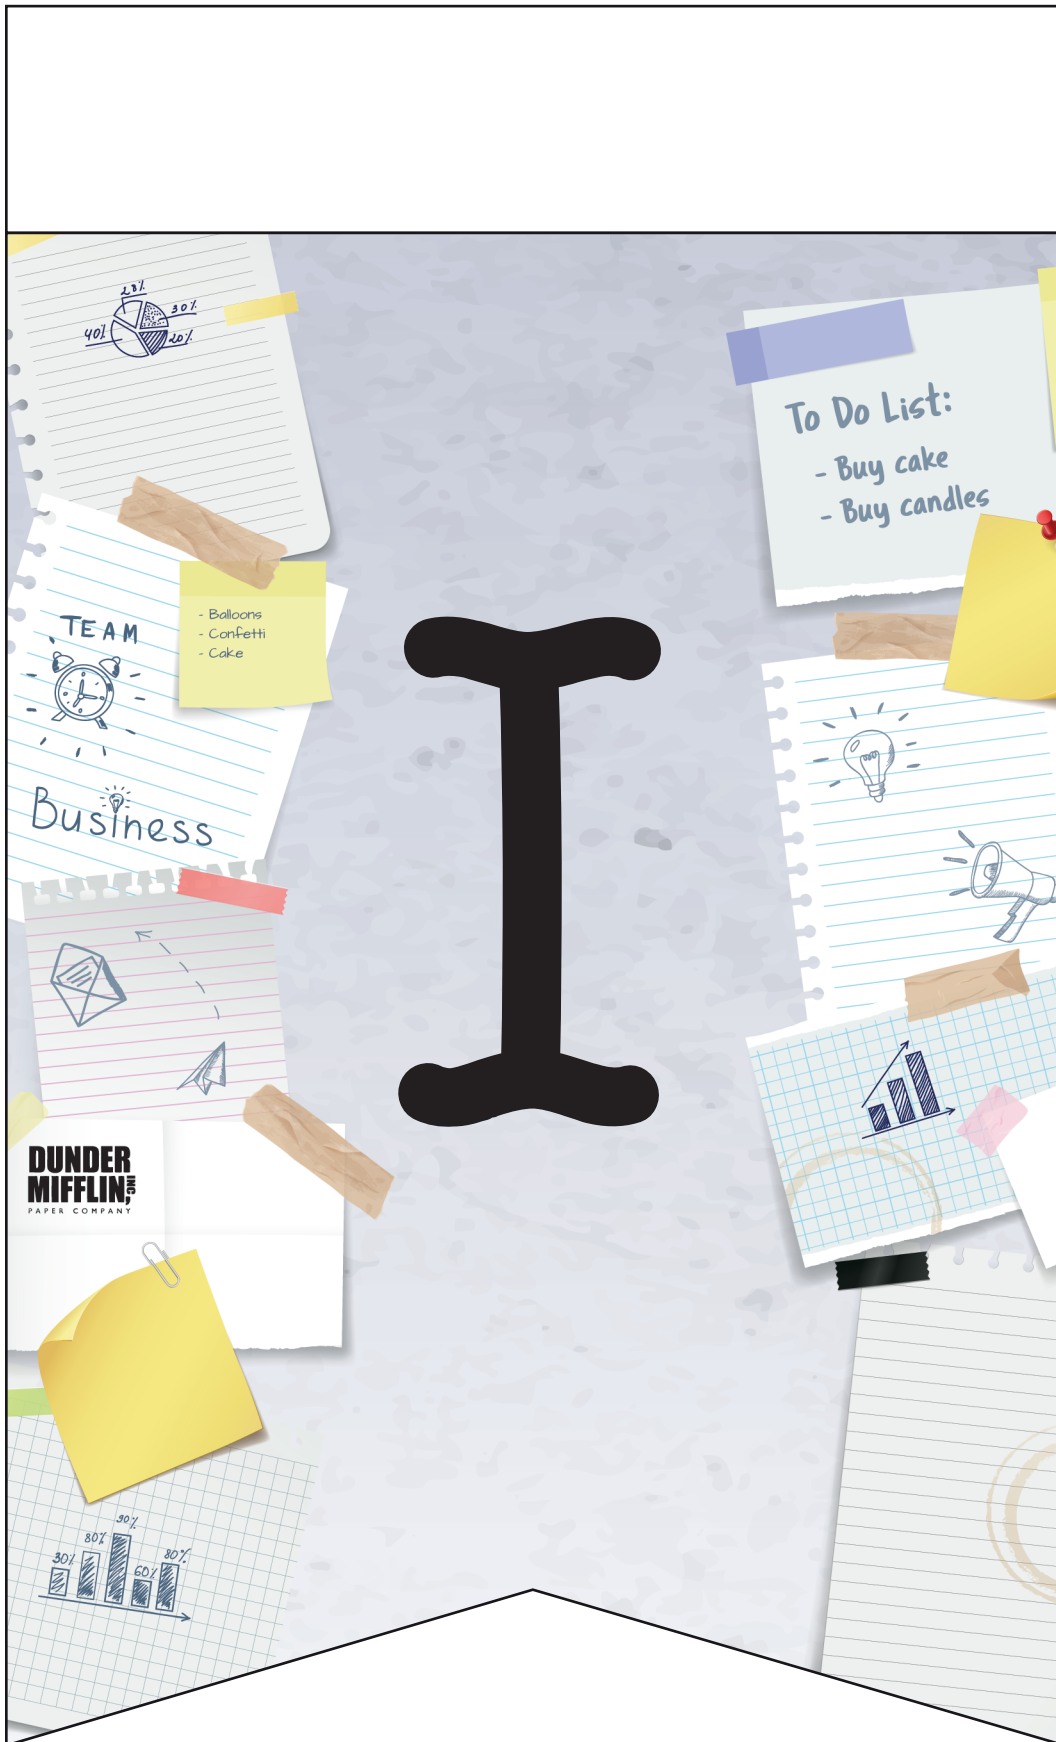 28%
30%
40%
20%
To Do List:
- Buy cake
- Buy candles
- Balloons
- Confetti
- Cake
TEAM
Business
I
DUNDER
MIFFLIN, INC
PAPER COMPANY
30%
80%
90%
60%
80%